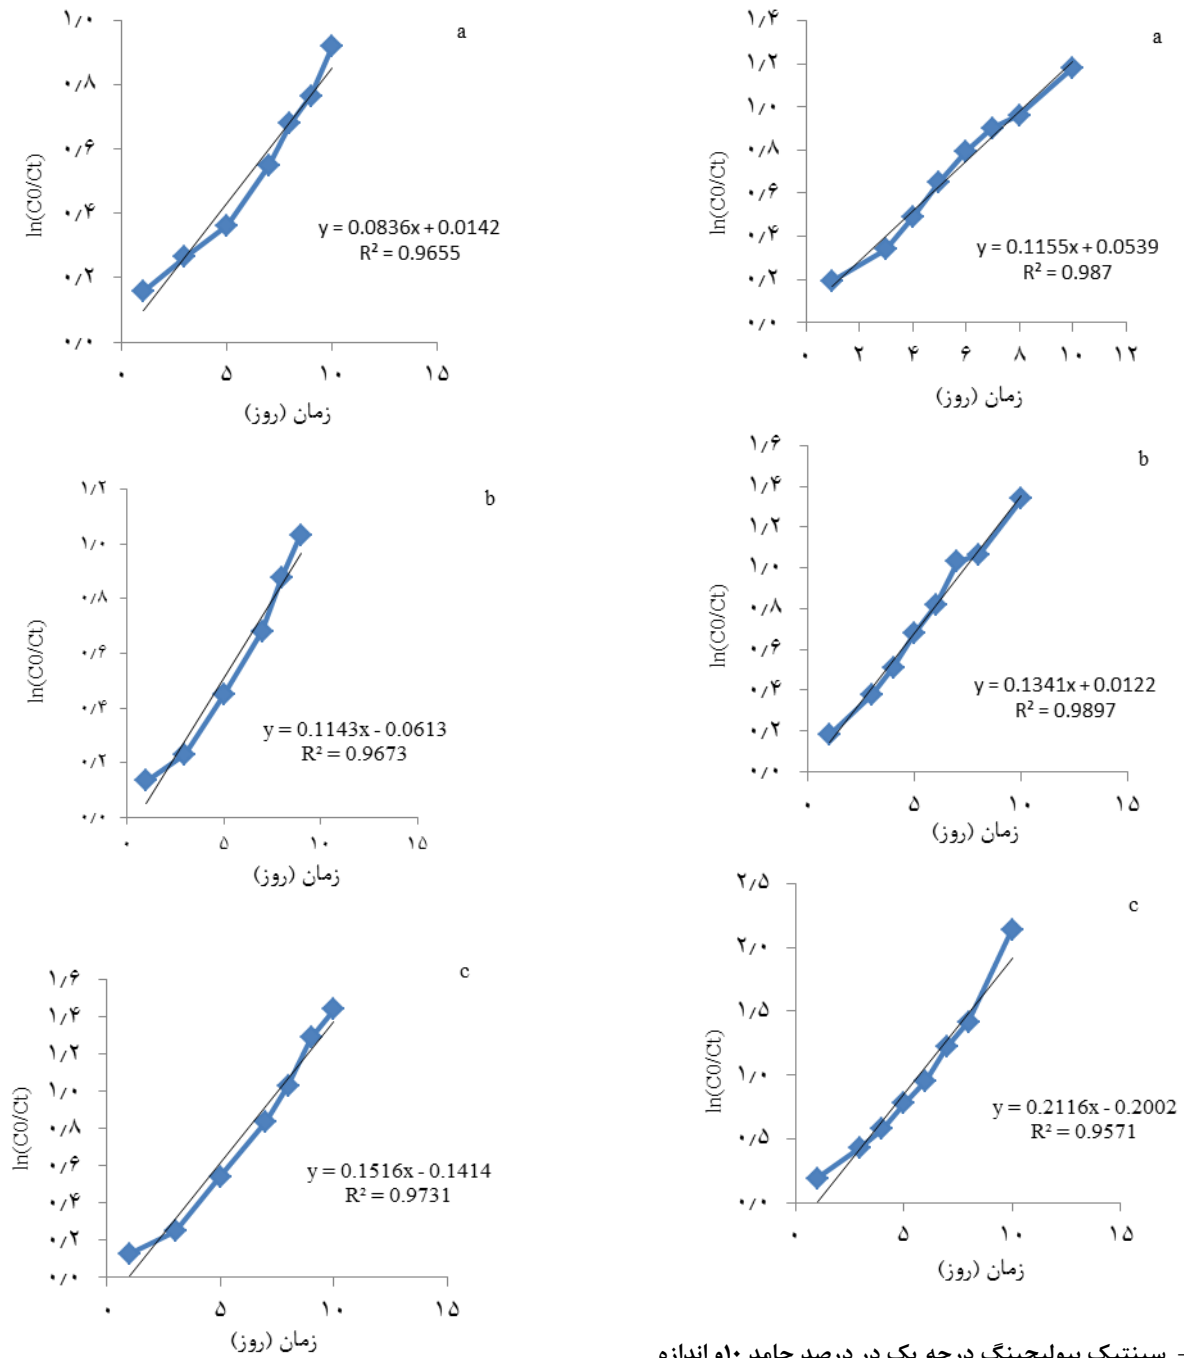 a
۱/۰
۰/۸
۰/۶
۰/۴
۰/۲
۰/۰
ln(C0/Ct)
y = 0.0836x + 0.0142
R² = 0.9655
۰ ۵ ۱۰ ۱۵
زمان (روز)
b
۱/۲
۱/۰
۰/۸
۰/۶
۰/۴
۰/۲
۰/۰
ln(C0/Ct)
y = 0.1143x - 0.0613
R² = 0.9673
۰ ۵ ۱۰ ۱۵
زمان (روز)
c
۱/۶
۱/۴
۱/۲
۱/۰
۰/۸
۰/۶
۰/۴
۰/۲
۰/۰
ln(C0/Ct)
y = 0.1516x - 0.1414
R² = 0.9731
۰ ۵ ۱۰ ۱۵
زمان (روز)
a
۱/۴
۱/۲
۱/۰
۰/۸
۰/۶
۰/۴
۰/۲
۰/۰
ln(C0/Ct)
y = 0.1155x + 0.0539
R² = 0.987
۰ ۲ ۴ ۶ ۸ ۱۰ ۱۲
زمان (روز)
b
۱/۶
۱/۴
۱/۲
۱/۰
۰/۸
۰/۶
۰/۴
۰/۲
۰/۰
ln(C0/Ct)
y = 0.1341x + 0.0122
R² = 0.9897
۰ ۵ ۱۰ ۱۵
زمان (روز)
c
۲/۵
۲/۰
۱/۵
۱/۰
۰/۵
۰/۰
ln(C0/Ct)
y = 0.2116x - 0.2002
R² = 0.9571
۰ ۵ ۱۰ ۱۵
زمان (روز)
- سینتیک بیولیچینگ درجه یک در درصد جامد ۱۰و اندازه